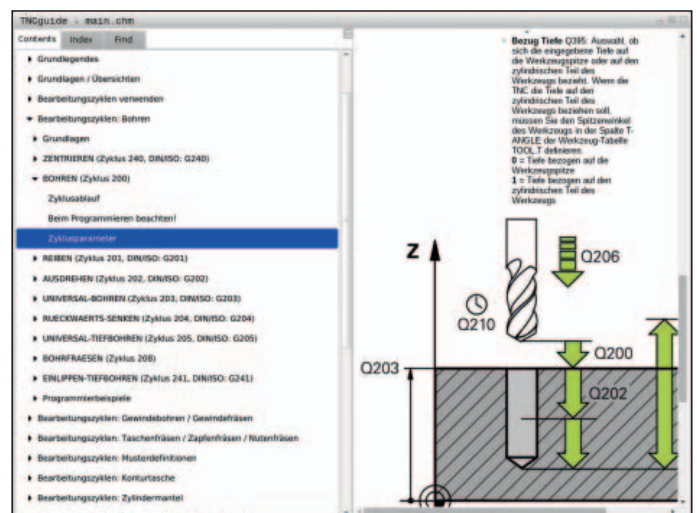 TNCguide - main.chm
Contents Index Find
Grundlegendes
Grundlagen / Übersichten
Bearbeitungszyklen verwenden
Bearbeitungszyklen: Bohren
Grundlagen
ZENTRIEREN (Zyklus 240, DIN/ISO: G240)
BOHREN (Zyklus 200)
Zyklusablauf
Beim Programmieren beachten!
Zyklusparameter
REIBEN (Zyklus 201, DIN/ISO: G201)
AUSDREHEN (Zyklus 202, DIN/ISO: G202)
UNIVERSAL-BOHREN (Zyklus 203, DIN/ISO: G203)
RUECKWAERTS-SENKEN (Zyklus 204, DIN/ISO: G204)
UNIVERSAL-TIEFBOHREN (Zyklus 205, DIN/ISO: G205)
BOHRFRAESEN (Zyklus 208)
EINLIPPEN-TIEFBOHREN (Zyklus 241, DIN/ISO: G241)
Programmierbeispiele
Bearbeitungszyklen: Gewindebohren / Gewindefräsen
Bearbeitungszyklen: Taschenfräsen / Zapfenfräsen / Nutenfräsen
Bearbeitungszyklen: Musterdefinitionen
Bearbeitungszyklen: Konturtasche
Bearbeitungszyklen: Zylindermantel
Bezug Tiefe Q395: Auswahl, ob
sich die eingegebene Tiefe auf
die Werkzeugspitze oder auf den
zylindrischen Teil des
Werkzeugs bezieht. Wenn die
TNC die Tiefe auf den
zylindrischen Teil des
Werkzeugs beziehen soll,
müssen Sie den Spitzenwinkel
des Werkzeugs in der Spalte T-
ANGLE der Werkzeug-Tabelle
TOOL.T definieren.
0 = Tiefe bezogen auf die
Werkzeugspitze
1 = Tiefe bezogen auf den
zylindrischen Teil des
Werkzeugs
Z
Q206
Q210
Q200
Q203
Q202